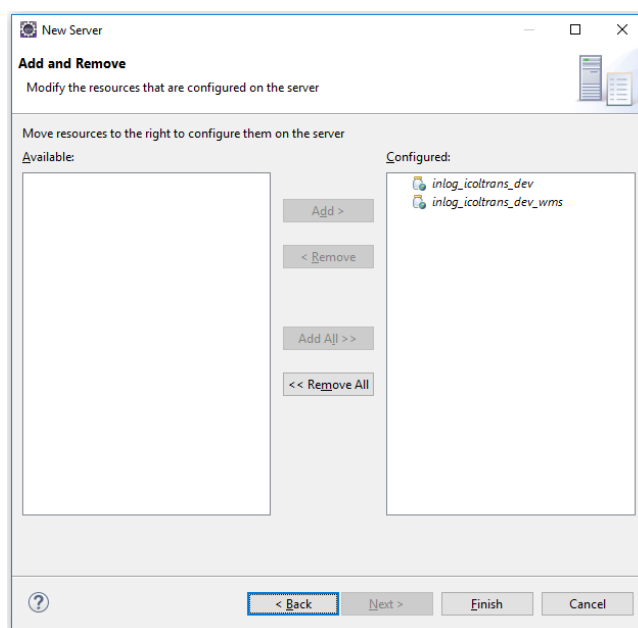 New Server
Add and Remove
Modify the resources that are configured on the server
Move resources to the right to configure them on the server
Available:
Configured:
inlog_icoltrans_dev
inlog_icoltrans_dev_wms
Add >
< Remove
Add All >>
<< Remove All
?
< Back
Next >
Finish
Cancel